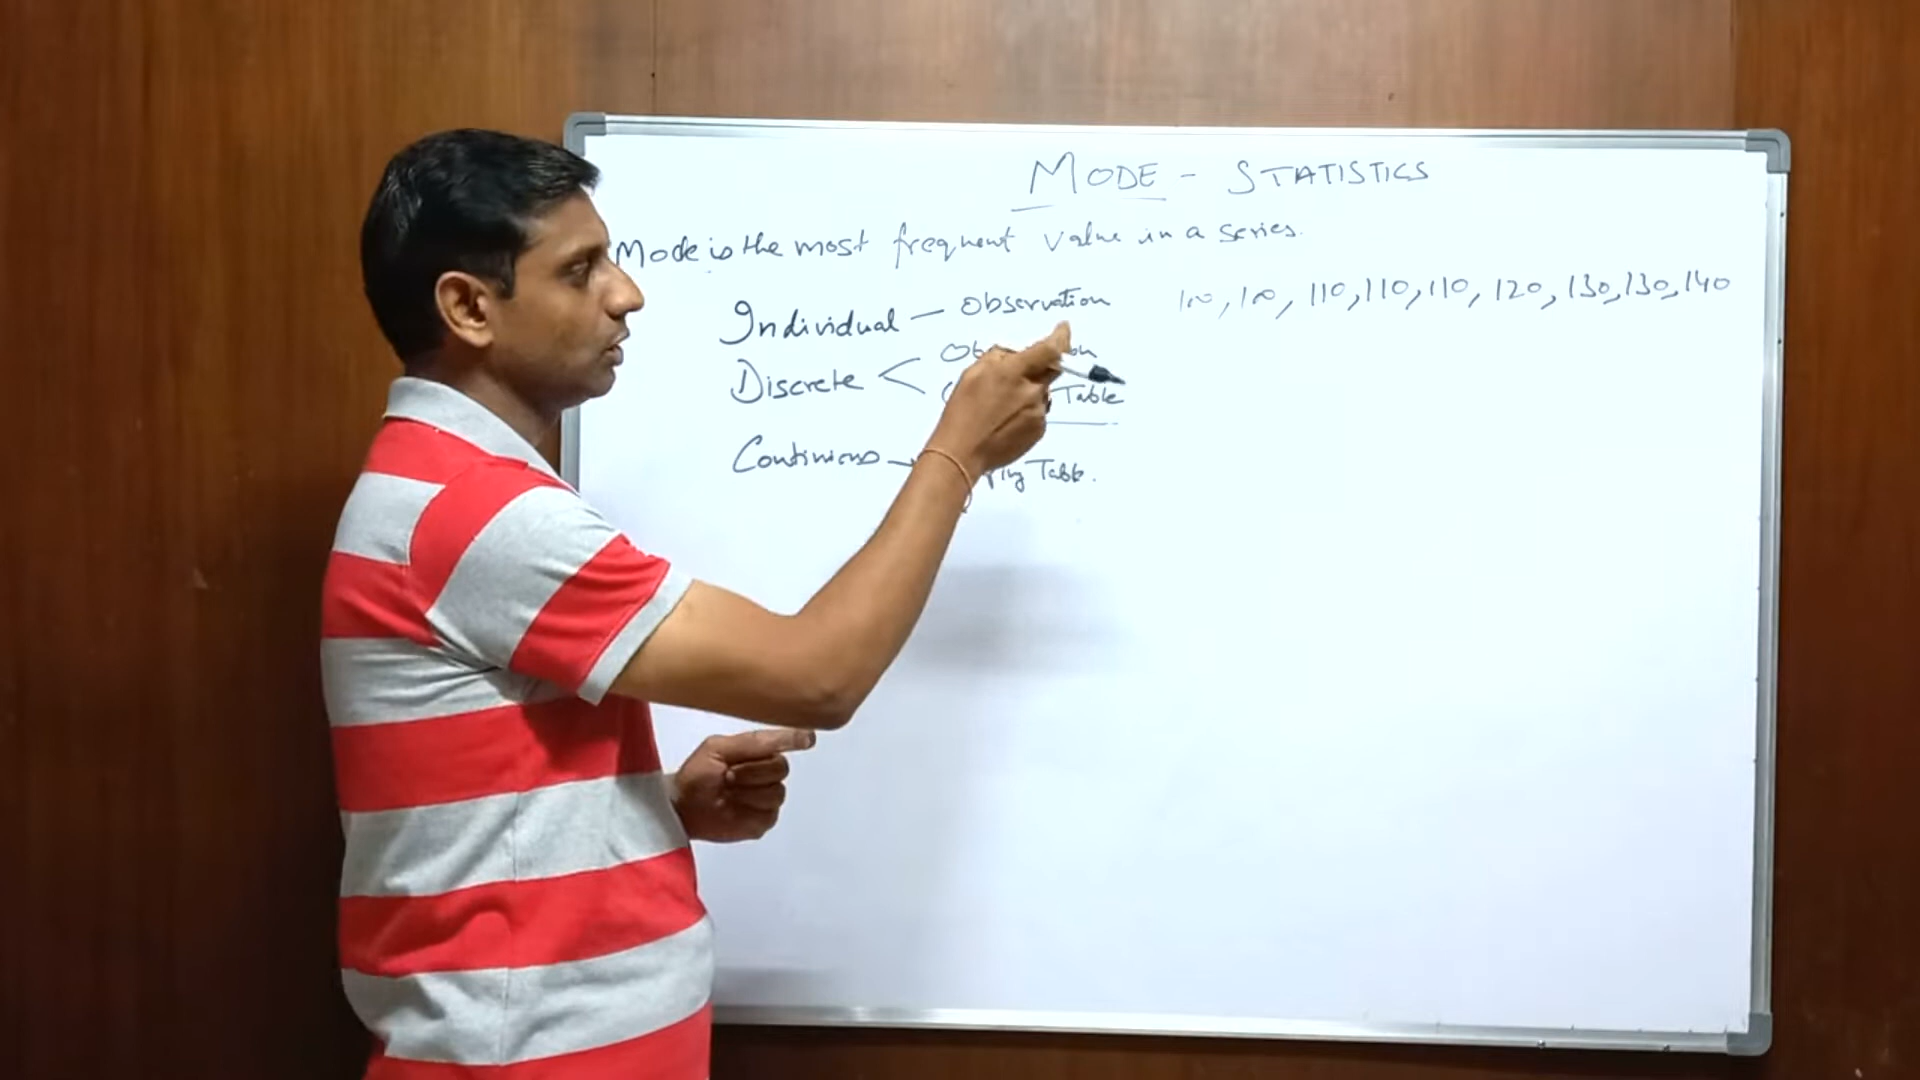 MODE - STATISTICS
Mode is the most frequent value in a series.
Individual - Observation
100, 100, 110, 110, 110, 120, 130, 130, 140
Discrete <
Table
Continuous Table.